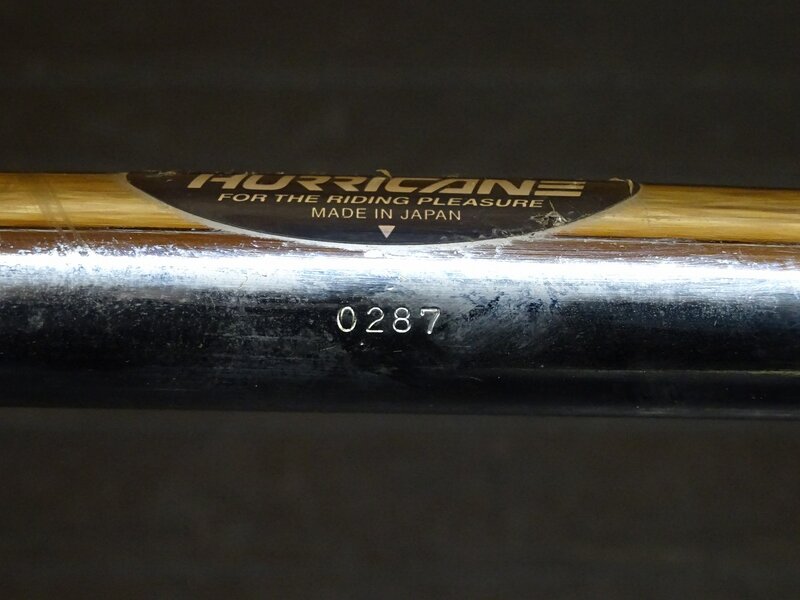 HURRICANE
FOR THE RIDING PLEASURE
MADE IN JAPAN
0287